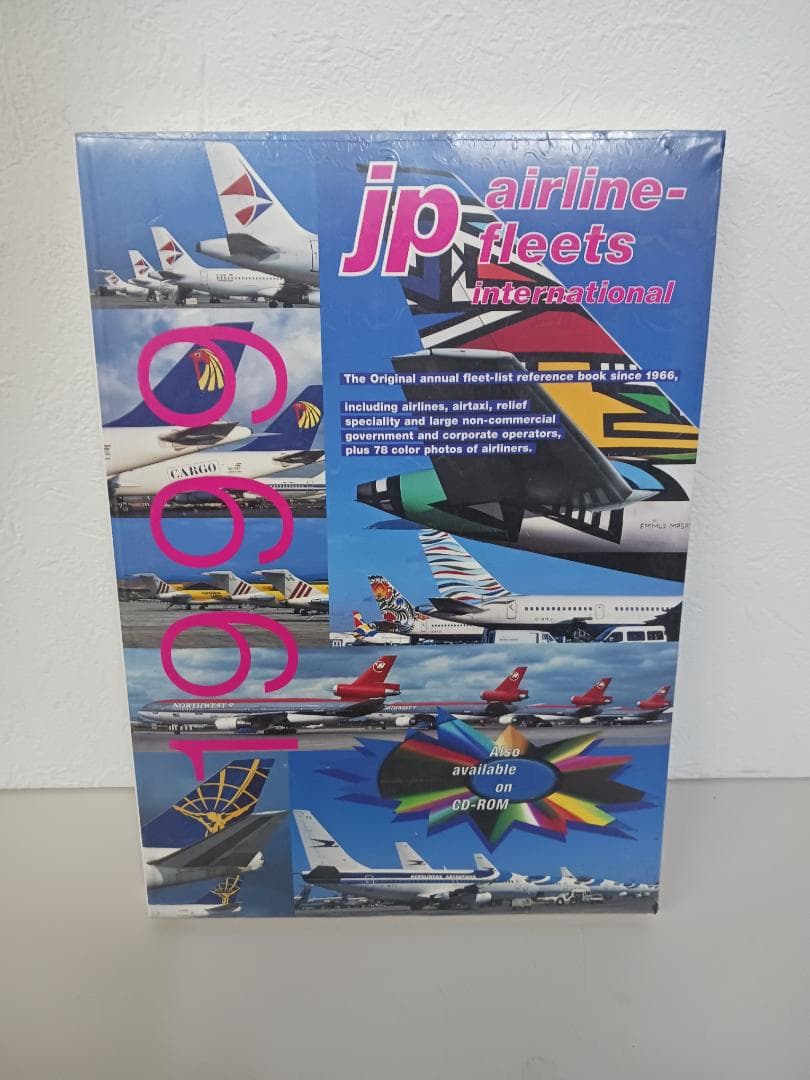 jp airline-
fleets
international
The Original annual fleet-list reference book since 1966,
including airlines, airtaxi, relief
speciality and large non-commercial
government and corporate operators,
plus 78 color photos of airliners.
1999
CARGO
NORTHWEST
Also
available
on
CD-ROM
AEROLINEAS ARGENTINAS